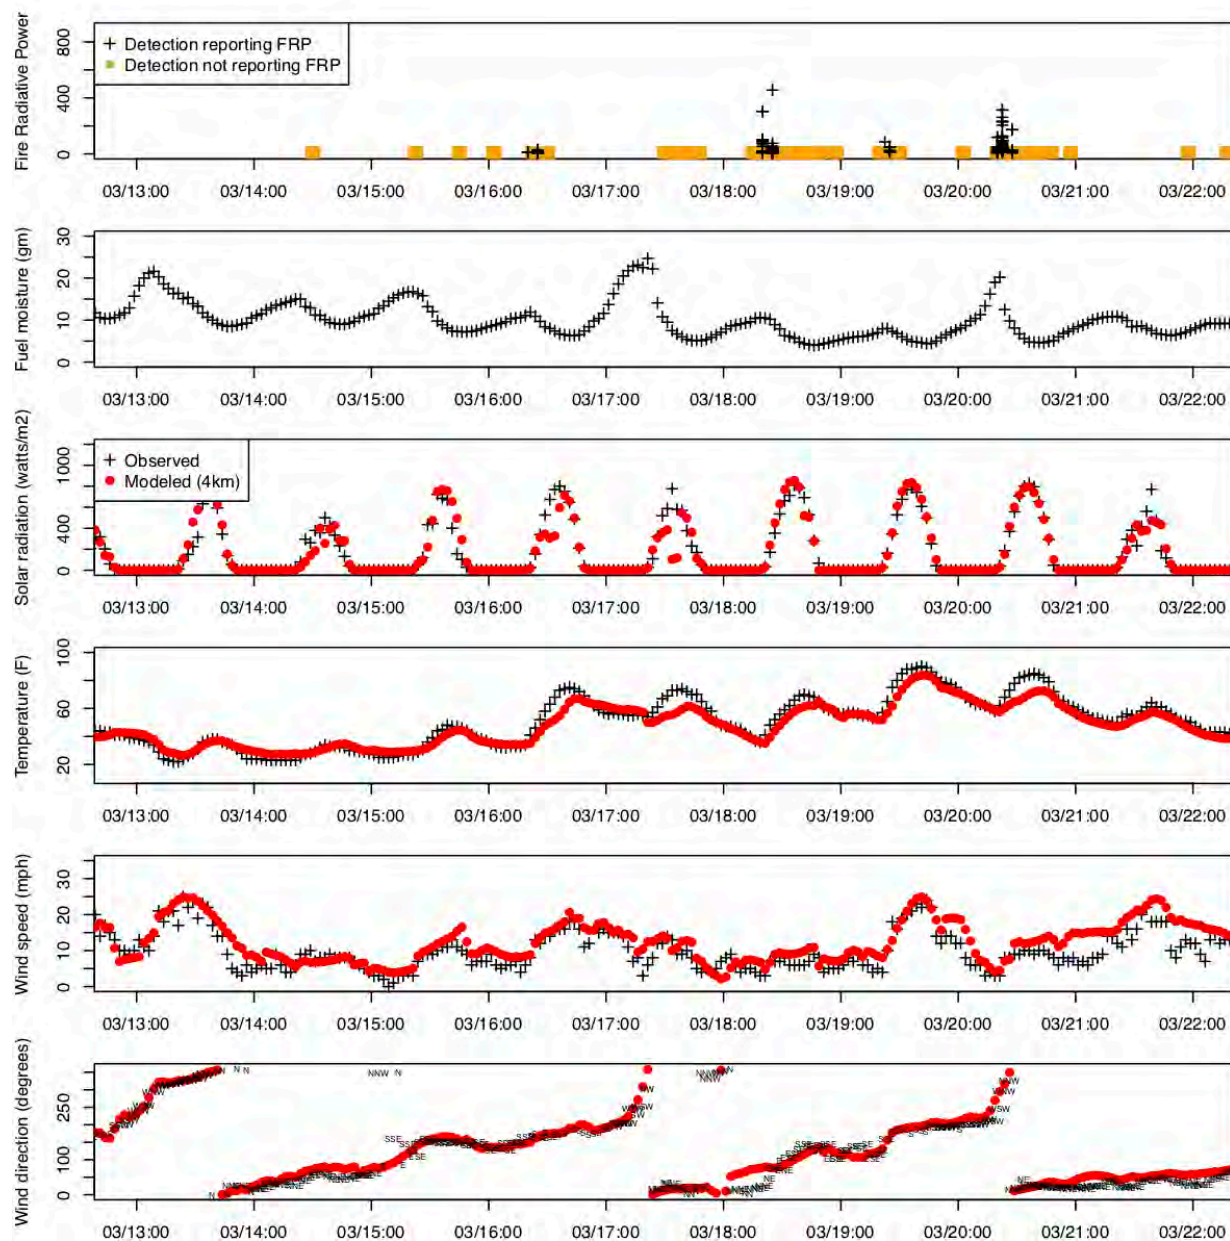 Fire Radiative Power
800
400
0
Detection reporting FRP
Detection not reporting FRP
03/13:00 03/14:00 03/15:00 03/16:00 03/17:00 03/18:00 03/19:00 03/20:00 03/21:00 03/22:00
Fuel moisture (gm)
30
20
10
0
03/13:00 03/14:00 03/15:00 03/16:00 03/17:00 03/18:00 03/19:00 03/20:00 03/21:00 03/22:00
Solar radiation (watts/m2)
1000
400
0
Observed
Modeled (4km)
03/13:00 03/14:00 03/15:00 03/16:00 03/17:00 03/18:00 03/19:00 03/20:00 03/21:00 03/22:00
Temperature (F)
100
60
20
03/13:00 03/14:00 03/15:00 03/16:00 03/17:00 03/18:00 03/19:00 03/20:00 03/21:00 03/22:00
Wind speed (mph)
30
20
10
0
03/13:00 03/14:00 03/15:00 03/16:00 03/17:00 03/18:00 03/19:00 03/20:00 03/21:00 03/22:00
Wind direction (degrees)
250
100
0
N N NNW N
03/13:00 03/14:00 03/15:00 03/16:00 03/17:00 03/18:00 03/19:00 03/20:00 03/21:00 03/22:00